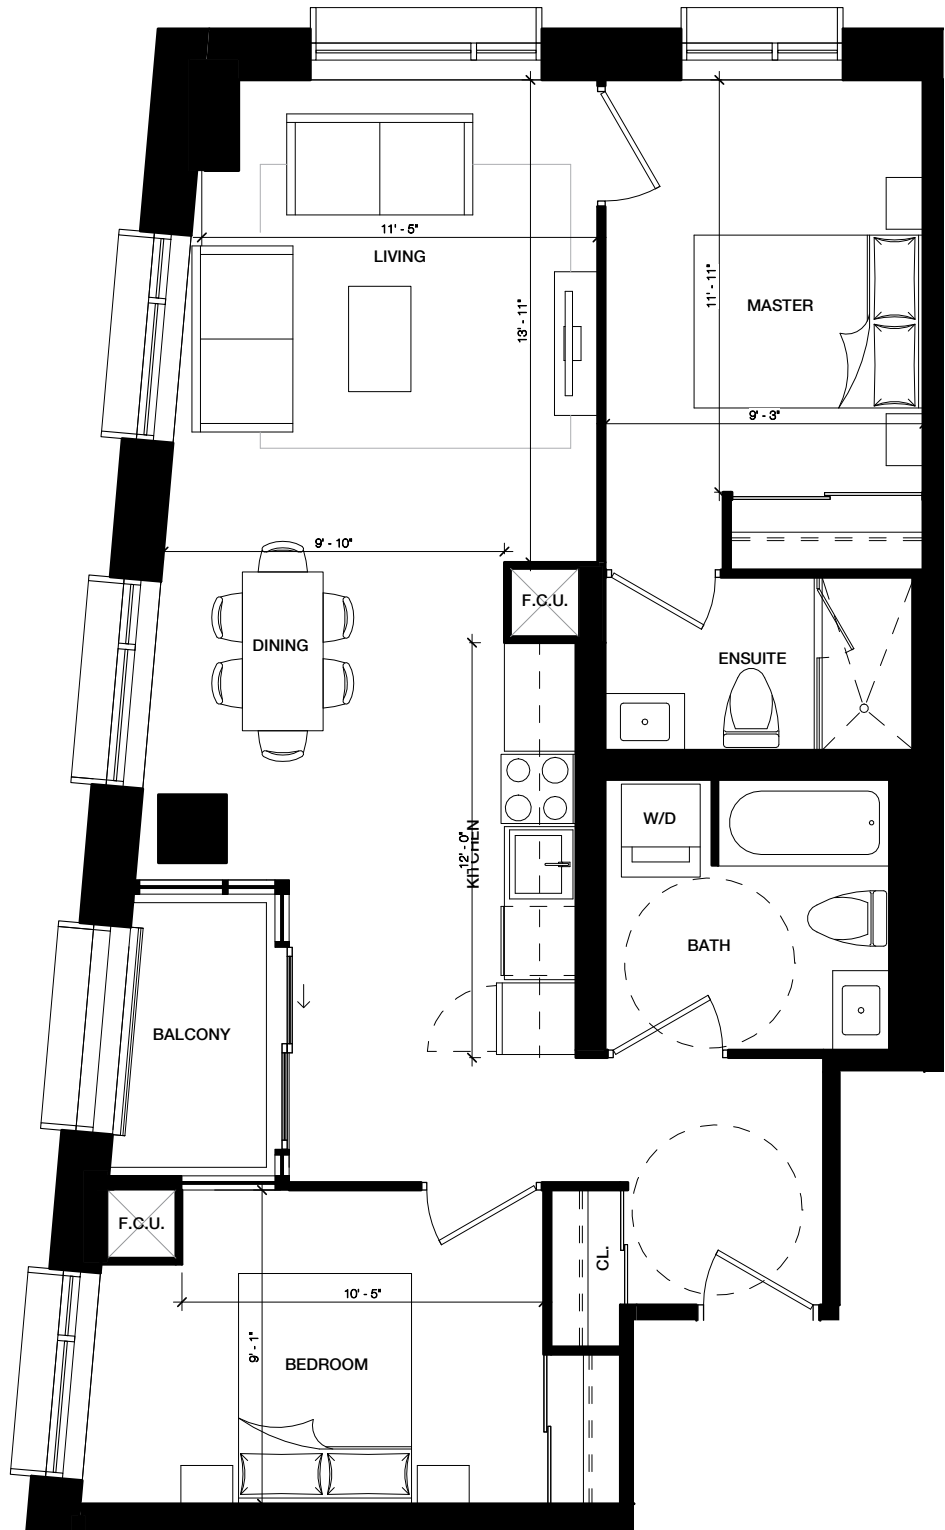 11' - 5"
LIVING
13' - 11"
11' - 11"
MASTER
9' - 3"
9' - 10"
F.C.U.
DINING
ENSUITE
W/D
12' - 0"
KITCHEN
BATH
BALCONY
F.C.U.
CL.
10' - 5"
9' - 1"
BEDROOM